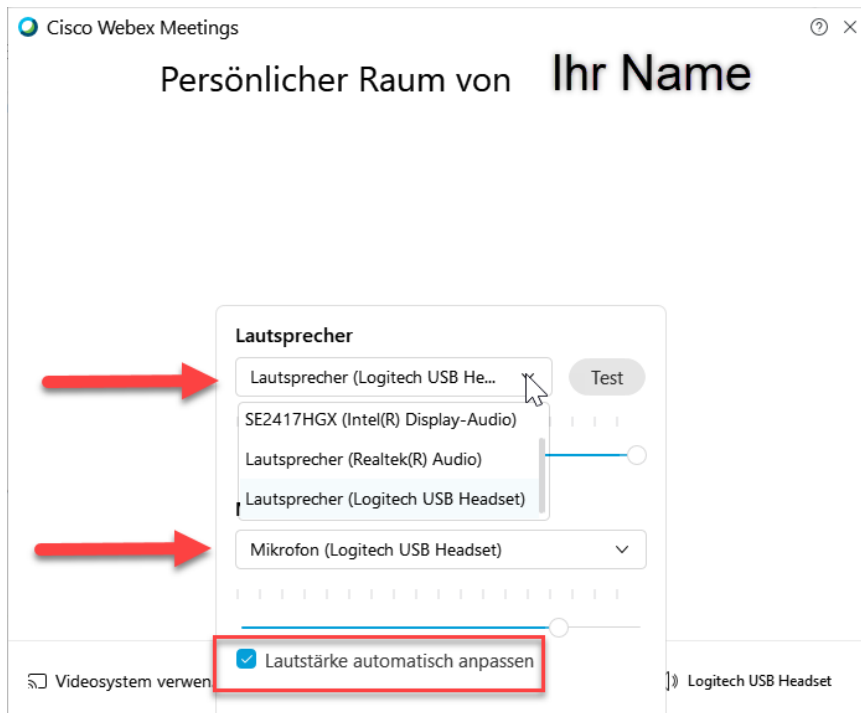 Cisco Webex Meetings
Persönlicher Raum von Ihr Name
Lautsprecher
Lautsprecher (Logitech USB He...
Test
SE2417HGX (Intel(R) Display-Audio)
Lautsprecher (Realtek(R) Audio)
Lautsprecher (Logitech USB Headset)
Mikrofon (Logitech USB Headset)
Lautstärke automatisch anpassen
Videosystem verwen
Logitech USB Headset